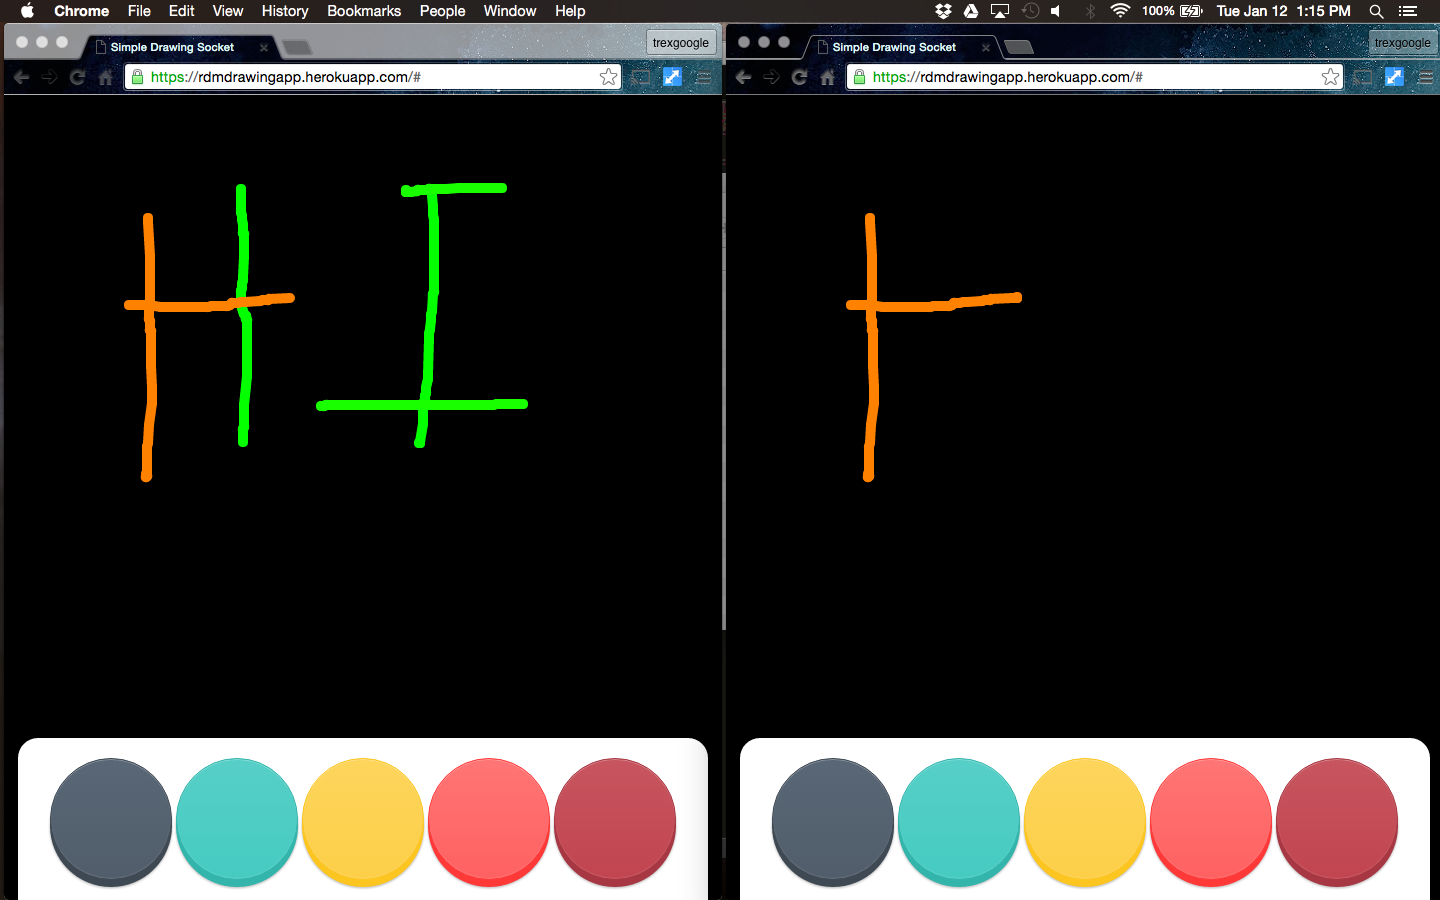 Chrome File Edit View History Bookmarks People Window Help 100% Tue Jan 12 1:15 PM
Simple Drawing Socket trexgoogle
https://rdmdrawingapp.herokuapp.com/#
HI
Simple Drawing Socket trexgoogle
https://rdmdrawingapp.herokuapp.com/#